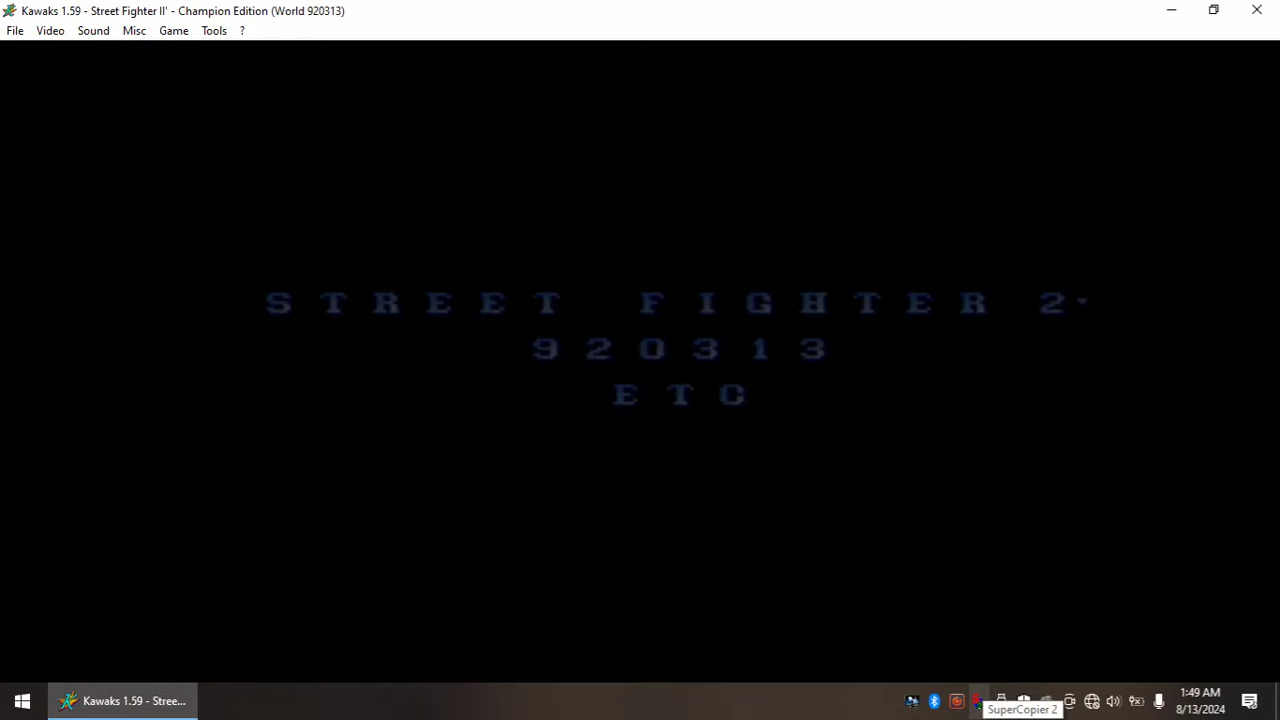 Kawaks 1.59 - Street Fighter II' - Champion Edition (World 920313)
File Video Sound Misc Game Tools ?
STREET FIGHTER 2'
920313
ETC
Kawaks 1.59 - Stree...
SuperCopier 2
1:49 AM
8/13/2024